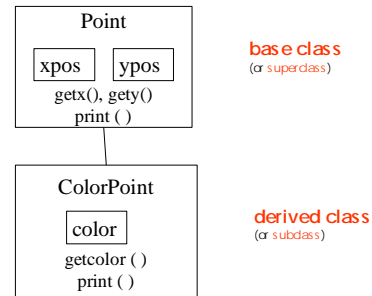 Point
xpos ypos
getx(), gety()
print ( )
base class
(or superclass)
ColorPoint
color
getcolor ( )
print ( )
derived class
(or subclass)